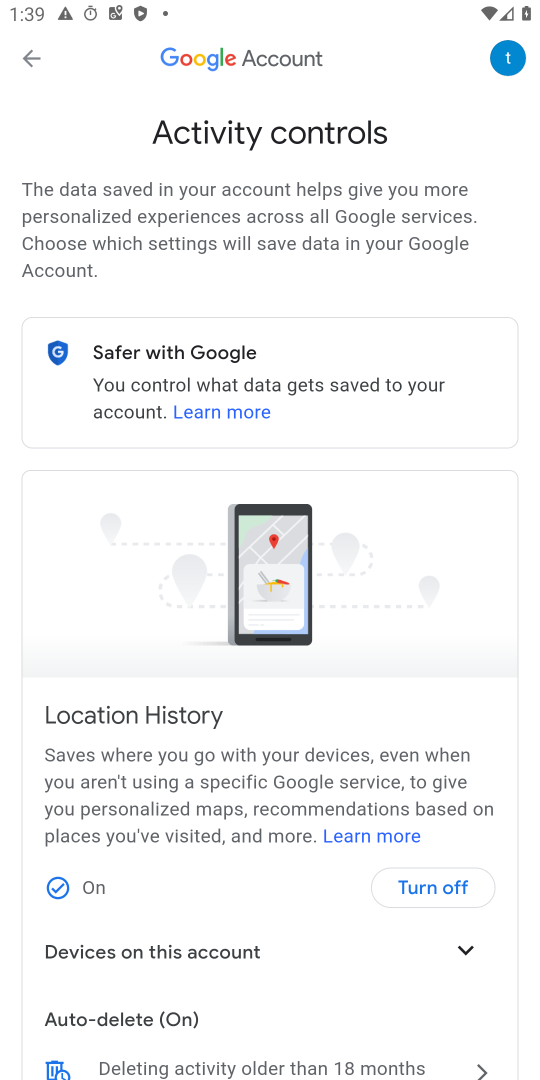 1:39
Google Account
t
Activity controls
The data saved in your account helps give you more
personalized experiences across all Google services.
Choose which settings will save data in your Google
Account.
G
Safer with Google
You control what data gets saved to your
account. Learn more
Location History
Saves where you go with your devices, even when
you aren't using a specific Google service, to give
you personalized maps, recommendations based on
places you've visited, and more. Learn more
On
Turn off
Devices on this account
Auto-delete (On)
Deleting activity older than 18 months